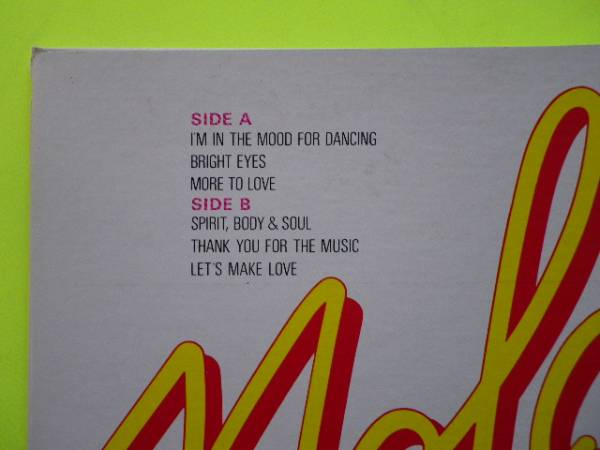 SIDE A
I'M IN THE MOOD FOR DANCING
BRIGHT EYES
MORE TO LOVE
SIDE B
SPIRIT, BODY & SOUL
THANK YOU FOR THE MUSIC
LET'S MAKE LOVE